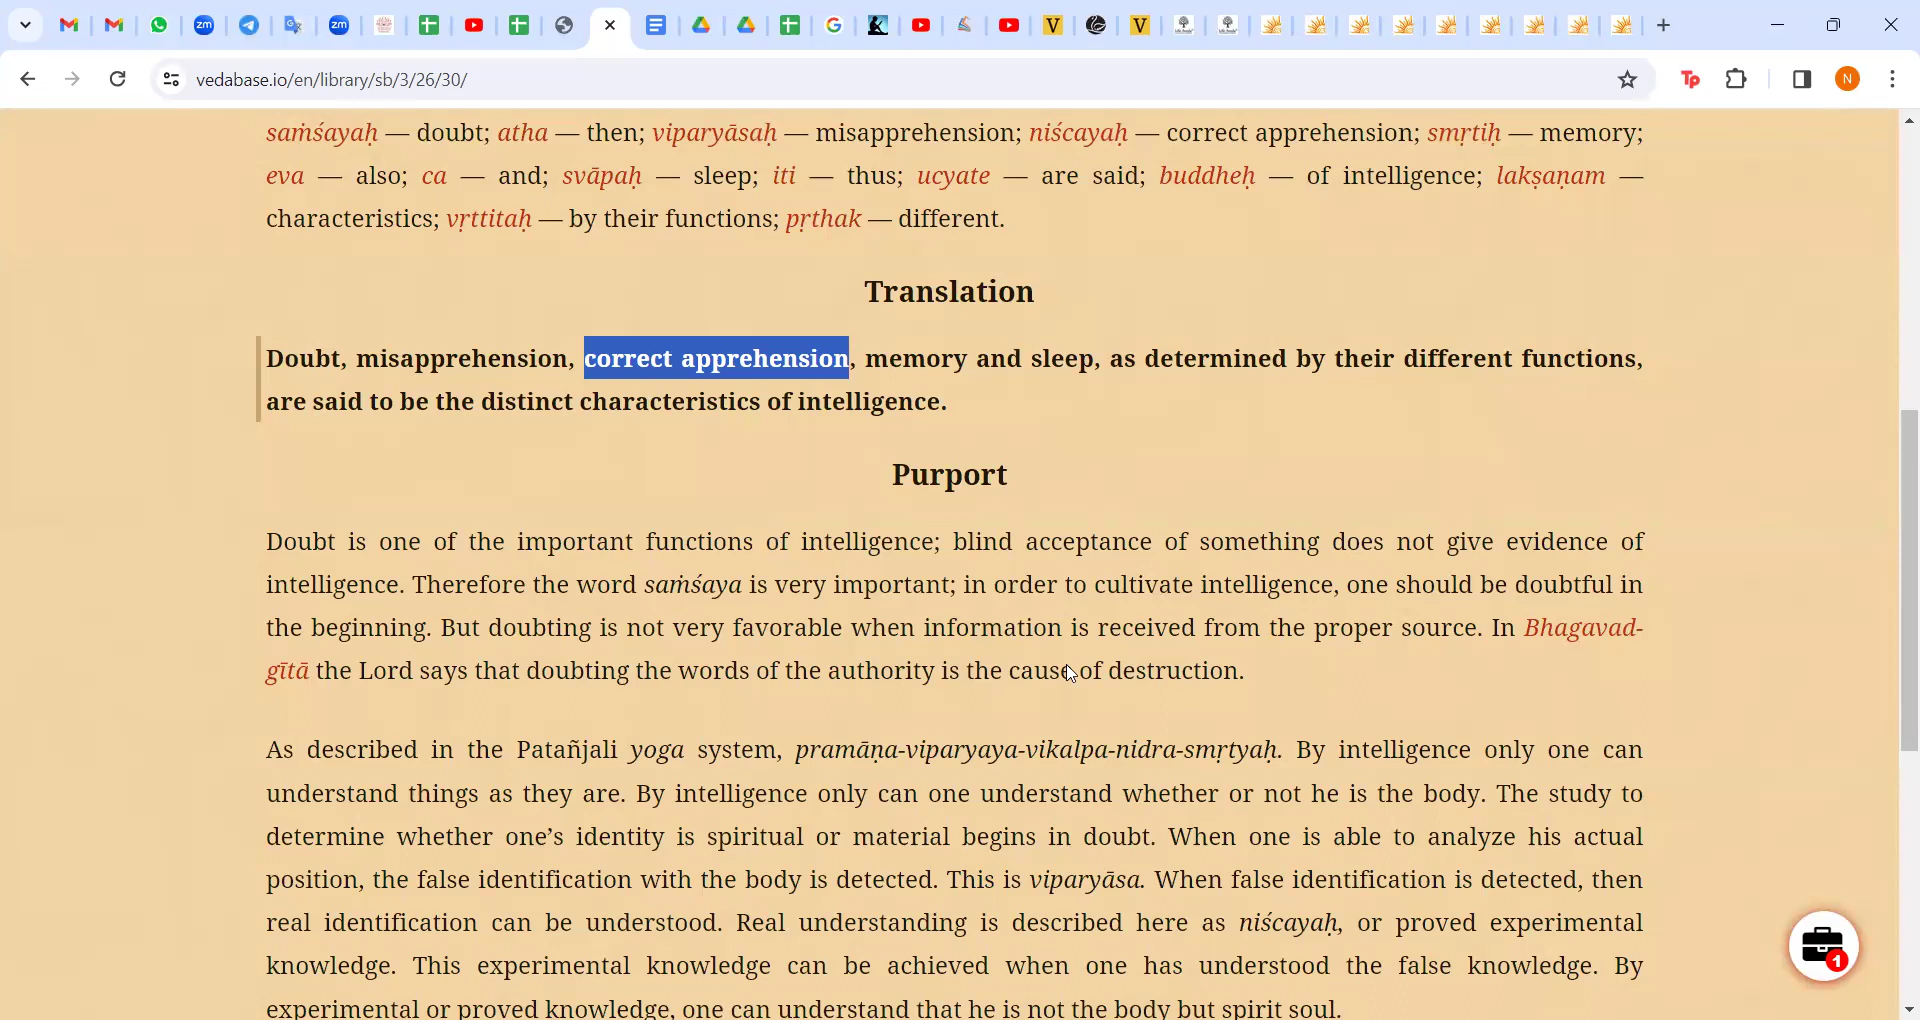 vedabase.io/en/library/sb/3/26/30/
Tp
N
saṁśayaḥ — doubt; atha — then; viparyāsaḥ — misapprehension; niścayaḥ — correct apprehension; smṛtiḥ — memory;
eva — also; ca — and; svāpaḥ — sleep; iti — thus; ucyate — are said; buddheḥ — of intelligence; lakṣaṇam —
characteristics; vṛttitaḥ — by their functions; pṛthak — different.
Translation
Doubt, misapprehension, correct apprehension, memory and sleep, as determined by their different functions,
are said to be the distinct characteristics of intelligence.
Purport
Doubt is one of the important functions of intelligence; blind acceptance of something does not give evidence of
intelligence. Therefore the word saṁśaya is very important; in order to cultivate intelligence, one should be doubtful in
the beginning. But doubting is not very favorable when information is received from the proper source. In Bhagavad-
gītā the Lord says that doubting the words of the authority is the cause of destruction.
As described in the Patañjali yoga system, pramāṇa-viparyaya-vikalpa-nidra-smṛtyaḥ. By intelligence only one can
understand things as they are. By intelligence only can one understand whether or not he is the body. The study to
determine whether one’s identity is spiritual or material begins in doubt. When one is able to analyze his actual
position, the false identification with the body is detected. This is viparyāsa. When false identification is detected, then
real identification can be understood. Real understanding is described here as niścayaḥ, or proved experimental
knowledge. This experimental knowledge can be achieved when one has understood the false knowledge. By
experimental or proved knowledge, one can understand that he is not the body but spirit soul.
1